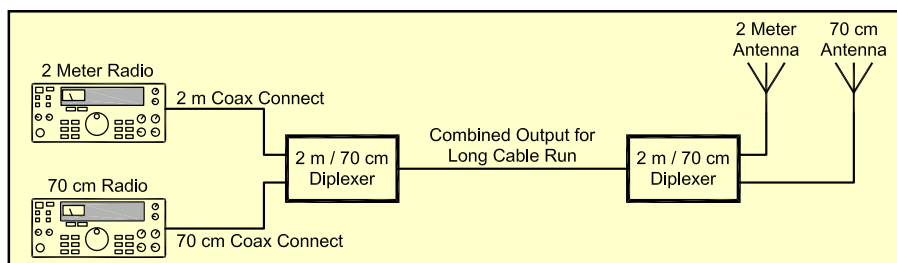 2 Meter Radio
2 m Coax Connect
70 cm Radio
70 cm Coax Connect
2 m / 70 cm
Diplexer
Combined Output for
Long Cable Run
2 m / 70 cm
Diplexer
2 Meter
Antenna
70 cm
Antenna